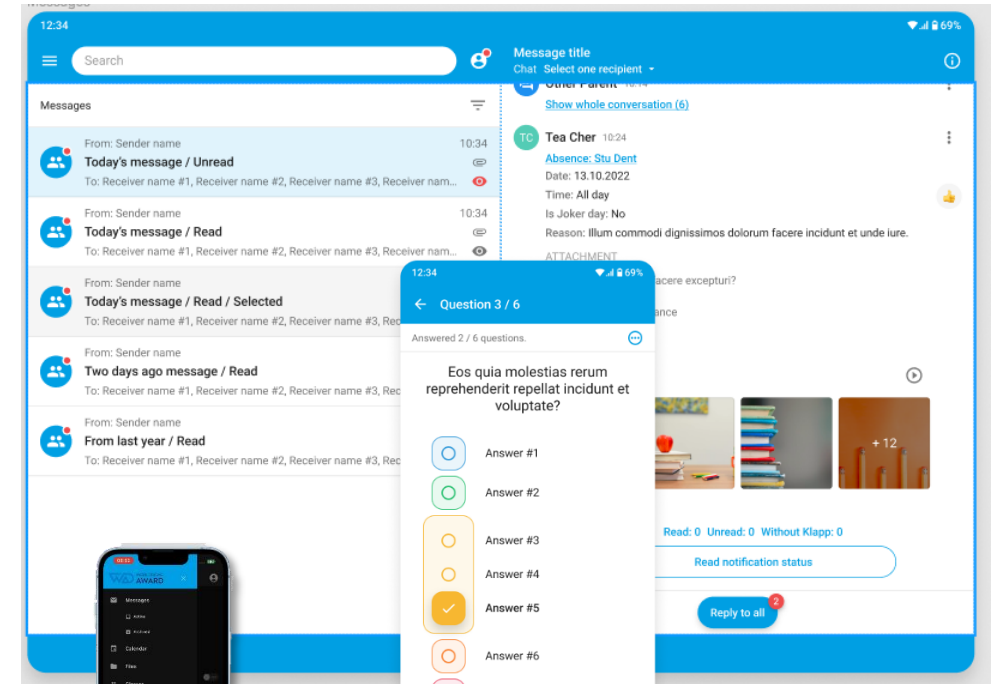 Messages
12:34
69%
Search
Message title
Chat Select one recipient
Messages
From: Sender name
10:34
Today's message / Unread
To: Receiver name #1, Receiver name #2, Receiver name #3, Receiver nam...
From: Sender name
10:34
Today's message / Read
To: Receiver name #1, Receiver name #2, Receiver name #3, Receiver nam...
From: Sender name
Today's message / Read / Selected
To: Receiver name #1, Receiver name #2, Receiver name #3, Rec
From: Sender name
Two days ago message / Read
To: Receiver name #1, Receiver name #2, Receiver name #3, Rec
From: Sender name
From last year / Read
To: Receiver name #1, Receiver name #2, Receiver name #3, Rec
Other Parent 10:14
Show whole conversation (6)
TC
Tea Cher 10:24
Absence: Stu Dent
Date: 13.10.2022
Time: All day
Is Joker day: No
Reason: Illum commodi dignissimos dolorum facere incidunt et unde iure.
ATTACHMENT
acere excepturi?
ance
+ 12
Read: 0 Unread: 0 Without Klapp: 0
Read notification status
Reply to all
2
12:34
69%
Question 3 / 6
Answered 2 / 6 questions.
Eos quia molestias rerum
reprehenderit repellat incidunt et
voluptate?
Answer #1
Answer #2
Answer #3
Answer #4
Answer #5
Answer #6
AWARD
Messages
Calendar
Files